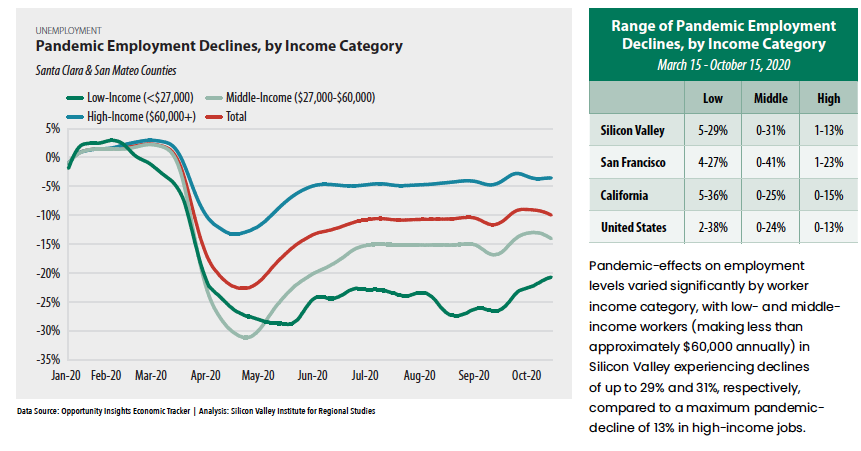 UNEMPLOYMENT
Pandemic Employment Declines, by Income Category
Santa Clara & San Mateo Counties
Low-Income (<$27,000)
Middle-Income ($27,000-$60,000)
High-Income ($60,000+)
Total
5%
0%
-5%
-10%
-15%
-20%
-25%
-30%
-35%
Jan-20 Feb-20 Mar-20 Apr-20 May-20 Jun-20 Jul-20 Aug-20 Sep-20 Oct-20
Data Source: Opportunity Insights Economic Tracker | Analysis: Silicon Valley Institute for Regional Studies
Range of Pandemic Employment
Declines, by Income Category
March 15 - October 15, 2020
Low Middle High
Silicon Valley 5-29% 0-31% 1-13%
San Francisco 4-27% 0-41% 1-23%
California 5-36% 0-25% 0-15%
United States 2-38% 0-24% 0-13%
Pandemic-effects on employment
levels varied significantly by worker
income category, with low- and middle-
income workers (making less than
approximately $60,000 annually) in
Silicon Valley experiencing declines
of up to 29% and 31%, respectively,
compared to a maximum pandemic-
decline of 13% in high-income jobs.